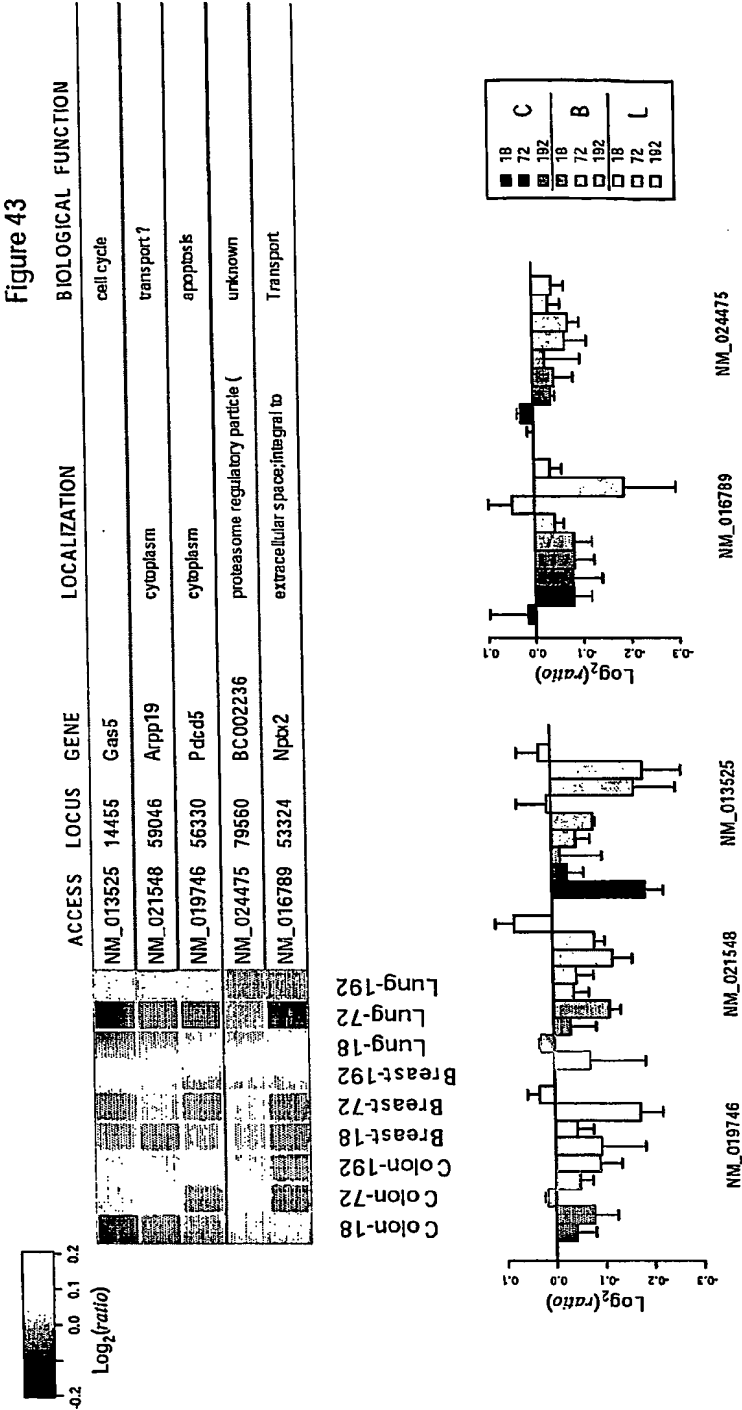 Figure 43
ACCESS LOCUS GENE LOCALIZATION BIOLOGICAL FUNCTION
NM_013525 14455 Gas5 cell cycle
NM_021548 59046 Arpp19 cytoplasm transport ?
NM_019746 56330 Pdcd5 cytoplasm apoptosis
NM_024475 79560 BC002236 proteasome regulatory particle ( unknown
NM_016789 53324 Nptx2 extracellular space;integral to Transport
-0.2 0.0 0.1 0.2
Log2(ratio)
Colon-18
Colon-72
Colon-192
Breast-18
Breast-72
Breast-192
Lung-18
Lung-72
Lung-192
0.1
0.0
-0.1
-0.2
-0.3
Log2(ratio)
NM_019746 NM_021548 NM_013525
0.1
0.0
-0.1
-0.2
-0.3
Log2(ratio)
NM_016789 NM_024475
18
72 C
192
18
72 B
192
18
72 L
192